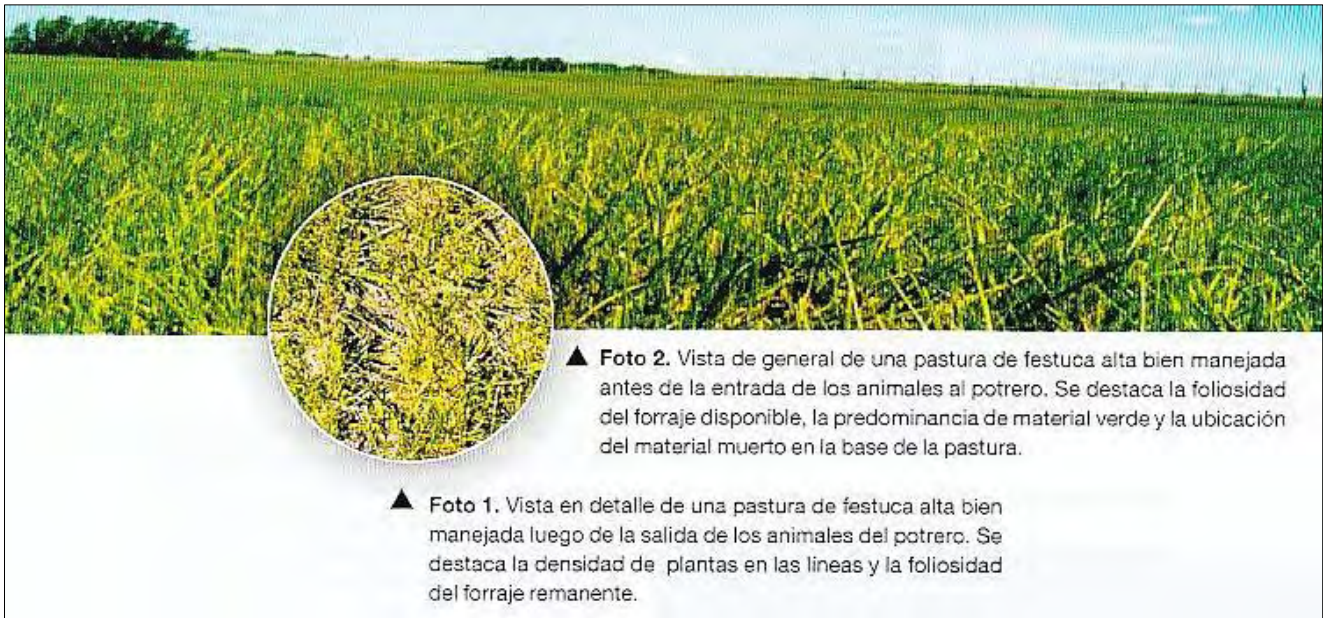 ▲ Foto 2. Vista de general de una pastura de festuca alta bien manejada
antes de la entrada de los animales al potrero. Se destaca la foliosidad
del forraje disponible, la predominancia de material verde y la ubicación
del material muerto en la base de la pastura.
▲ Foto 1. Vista en detalle de una pastura de festuca alta bien
manejada luego de la salida de los animales del potrero. Se
destaca la densidad de plantas en las lineas y la foliosidad
del forraje remanente.